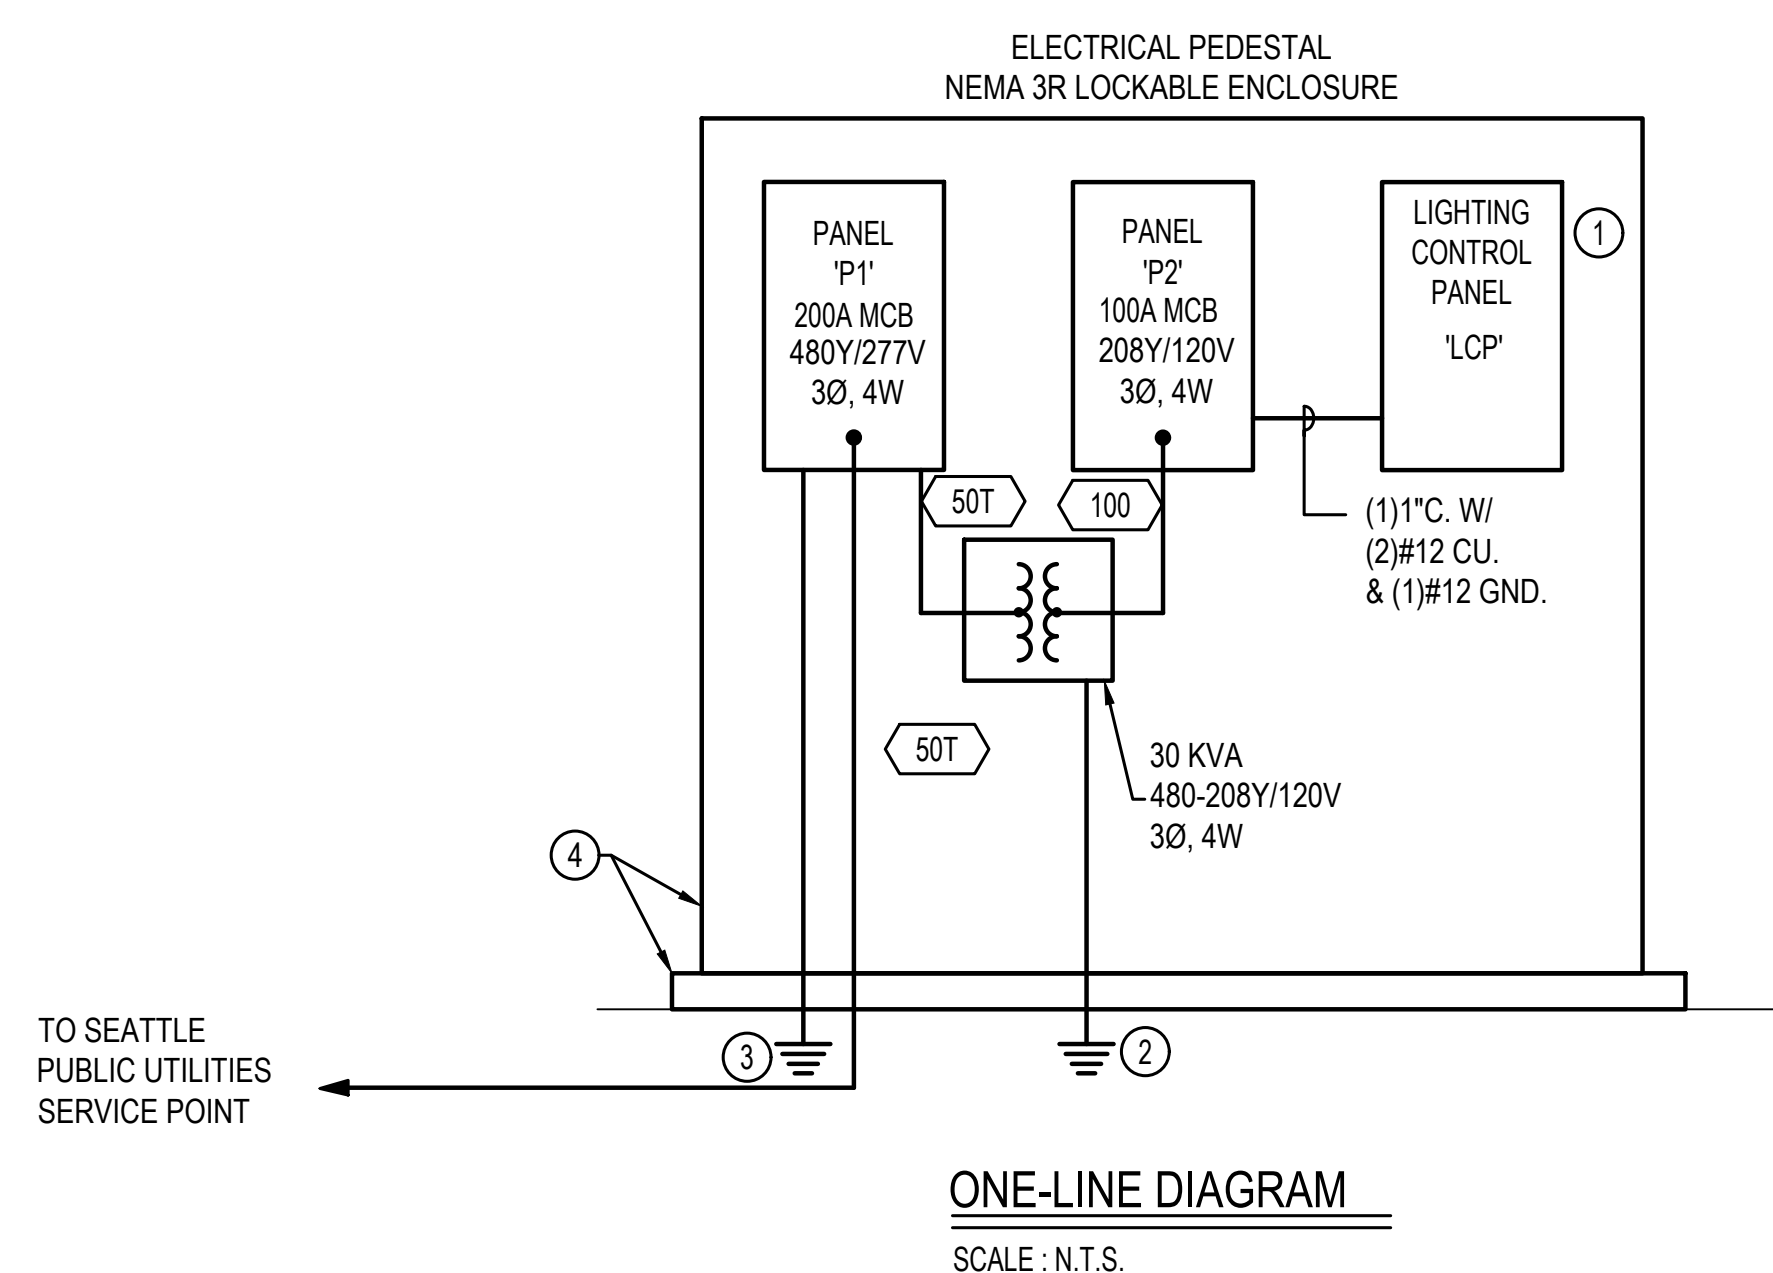 ELECTRICAL PEDESTAL
NEMA 3R LOCKABLE ENCLOSURE
PANEL
'P1'
200A MCB
480Y/277V
3Ø, 4W
PANEL
'P2'
100A MCB
208Y/120V
3Ø, 4W
LIGHTING
CONTROL
PANEL
'LCP'
1
50T
100
(1)1"C. W/
(2)#12 CU.
& (1)#12 GND.
50T
30 KVA
480-208Y/120V
3Ø, 4W
4
TO SEATTLE
PUBLIC UTILITIES
SERVICE POINT
3
2
ONE-LINE DIAGRAM
SCALE : N.T.S.